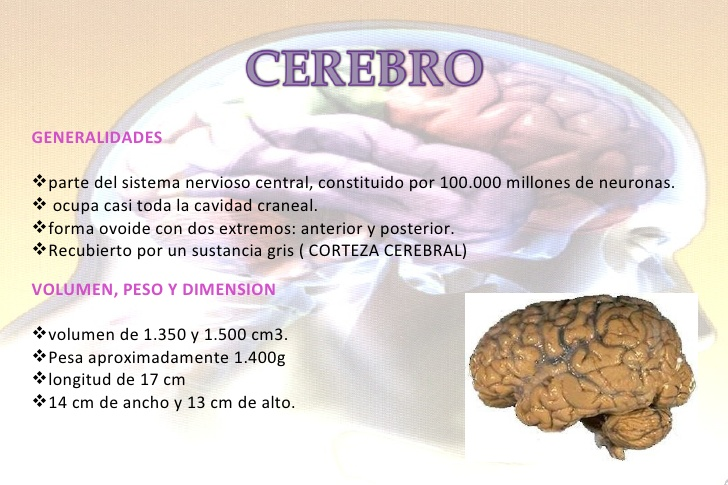 CEREBRO
GENERALIDADES
❖parte del sistema nervioso central, constituido por 100.000 millones de neuronas.
❖ ocupa casi toda la cavidad craneal.
❖forma ovoide con dos extremos: anterior y posterior.
❖Recubierto por un sustancia gris ( CORTEZA CEREBRAL)
VOLUMEN, PESO Y DIMENSION
❖volumen de 1.350 y 1.500 cm3.
❖Pesa aproximadamente 1.400g
❖longitud de 17 cm
❖14 cm de ancho y 13 cm de alto.